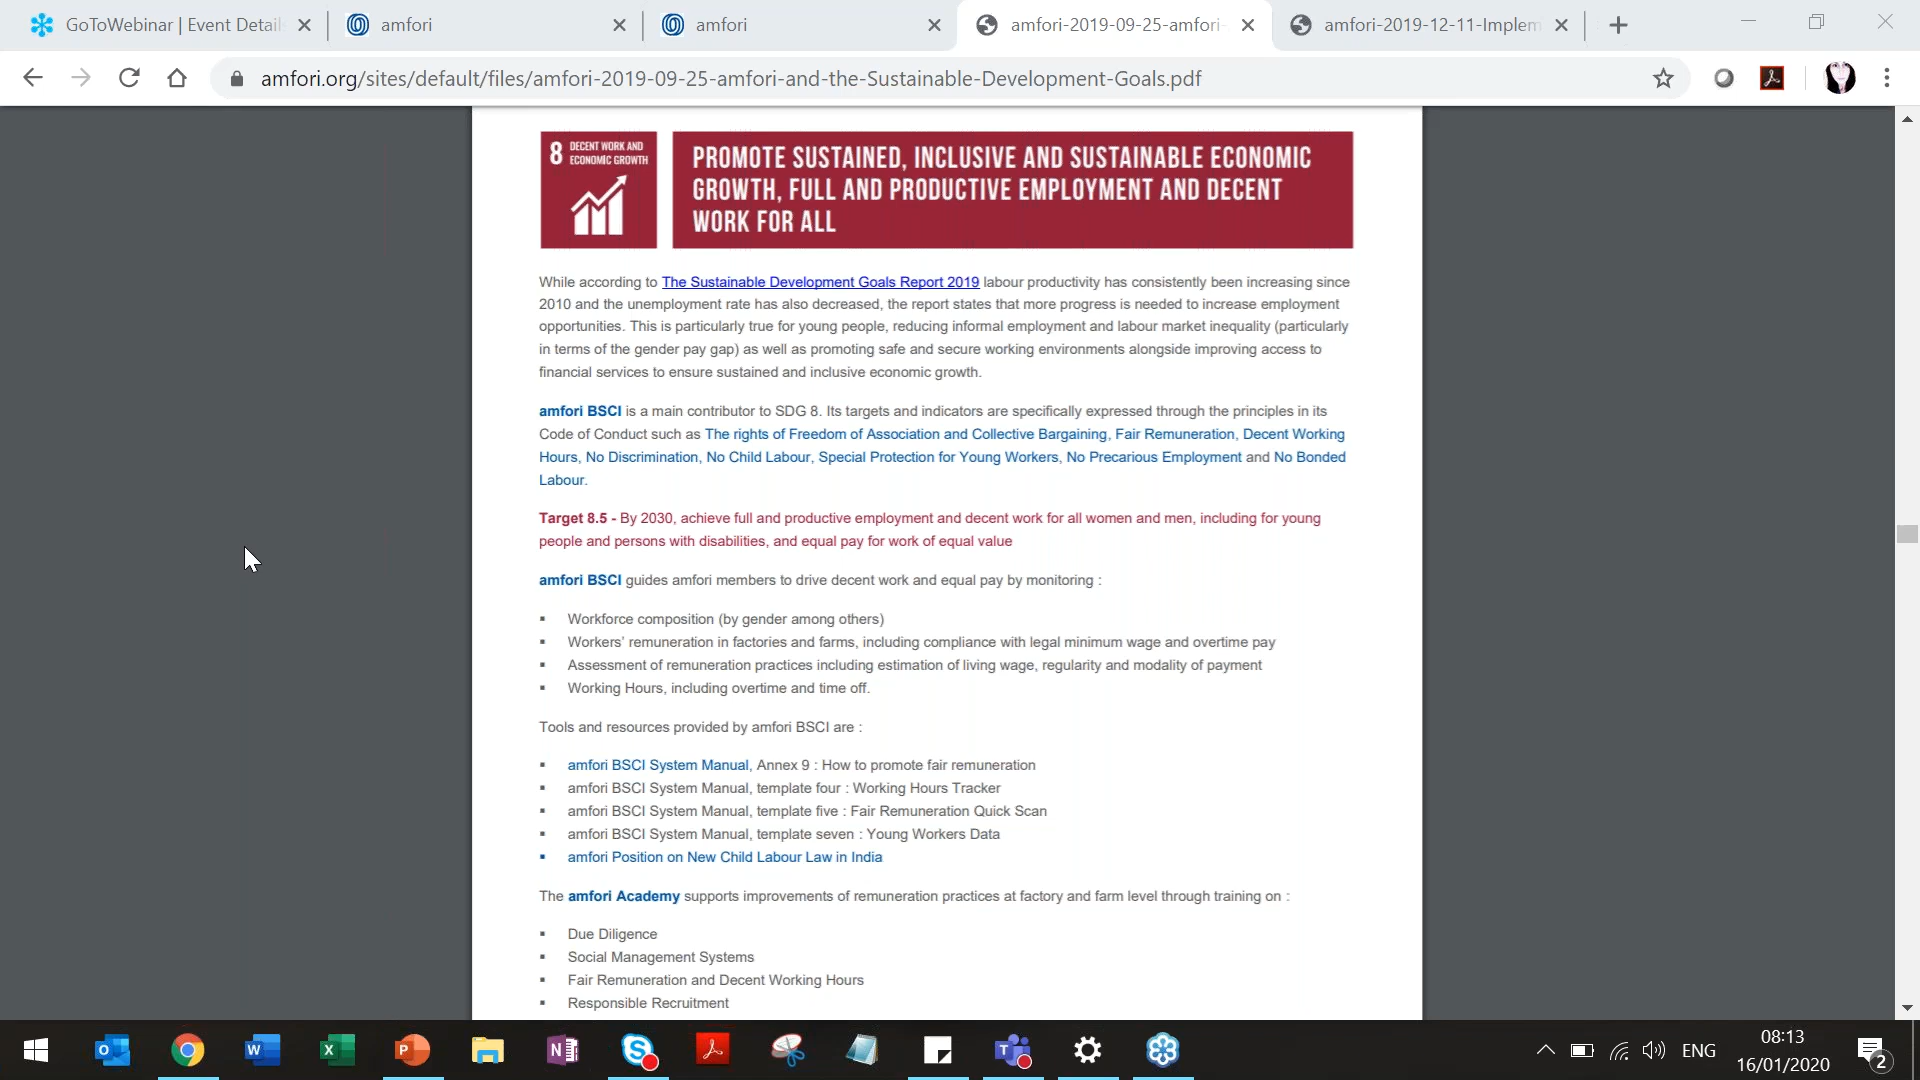 GoToWebinar | Event Details
amfori
amfori
amfori-2019-09-25-amfori-
amfori-2019-12-11-Implem
amfori.org/sites/default/files/amfori-2019-09-25-amfori-and-the-Sustainable-Development-Goals.pdf
8 DECENT WORK AND
ECONOMIC GROWTH
PROMOTE SUSTAINED, INCLUSIVE AND SUSTAINABLE ECONOMIC
GROWTH, FULL AND PRODUCTIVE EMPLOYMENT AND DECENT
WORK FOR ALL
While according to The Sustainable Development Goals Report 2019 labour productivity has consistently been increasing since
2010 and the unemployment rate has also decreased, the report states that more progress is needed to increase employment
opportunities. This is particularly true for young people, reducing informal employment and labour market inequality (particularly
in terms of the gender pay gap) as well as promoting safe and secure working environments alongside improving access to
financial services to ensure sustained and inclusive economic growth.
amfori BSCI is a main contributor to SDG 8. Its targets and indicators are specifically expressed through the principles in its
Code of Conduct such as The rights of Freedom of Association and Collective Bargaining, Fair Remuneration, Decent Working
Hours, No Discrimination, No Child Labour, Special Protection for Young Workers, No Precarious Employment and No Bonded
Labour.
Target 8.5 - By 2030, achieve full and productive employment and decent work for all women and men, including for young
people and persons with disabilities, and equal pay for work of equal value
amfori BSCI guides amfori members to drive decent work and equal pay by monitoring :
▪ Workforce composition (by gender among others)
▪ Workers' remuneration in factories and farms, including compliance with legal minimum wage and overtime pay
▪ Assessment of remuneration practices including estimation of living wage, regularity and modality of payment
▪ Working Hours, including overtime and time off.
Tools and resources provided by amfori BSCI are :
▪ amfori BSCI System Manual, Annex 9 : How to promote fair remuneration
▪ amfori BSCI System Manual, template four : Working Hours Tracker
▪ amfori BSCI System Manual, template five : Fair Remuneration Quick Scan
▪ amfori BSCI System Manual, template seven : Young Workers Data
▪ amfori Position on New Child Labour Law in India
The amfori Academy supports improvements of remuneration practices at factory and farm level through training on :
▪ Due Diligence
▪ Social Management Systems
▪ Fair Remuneration and Decent Working Hours
▪ Responsible Recruitment
ENG
08:13
16/01/2020
2